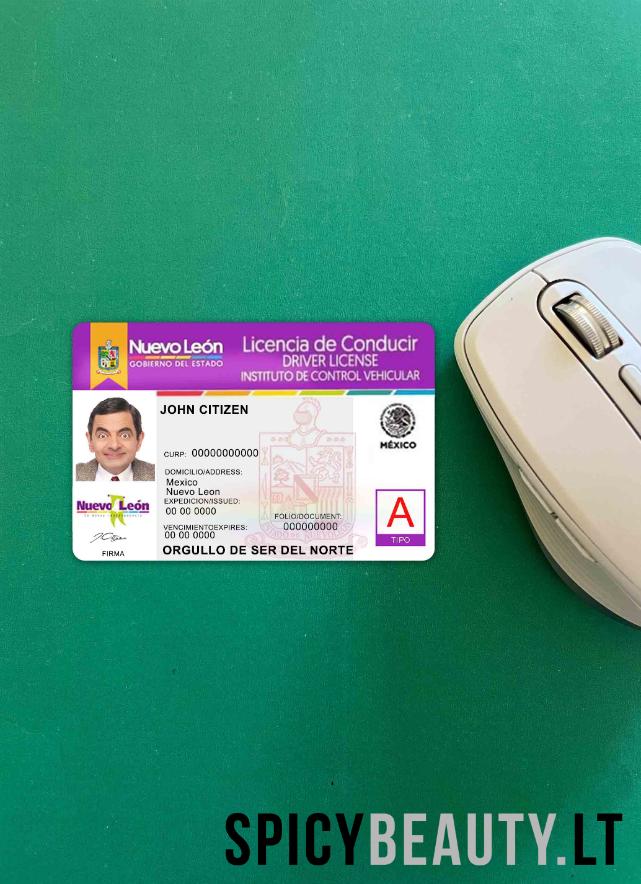 Nuevo León
GOBIERNO DEL ESTADO
Licencia de Conducir
DRIVER LICENSE
INSTITUTO DE CONTROL VEHICULAR
JOHN CITIZEN
CURP: 00000000000
DOMICILIO/ADDRESS:
Mexico
Nuevo Leon
EXPEDICION/ISSUED:
00 00 0000
VENCIMIENTOEXPIRES:
00 00 0000
FOLIO/DOCUMENT:
000000000
ORGULLO DE SER DEL NORTE
MÉXICO
A
TIPO
Nuevo León
FIRMA
SPICYBEAUTY.LT